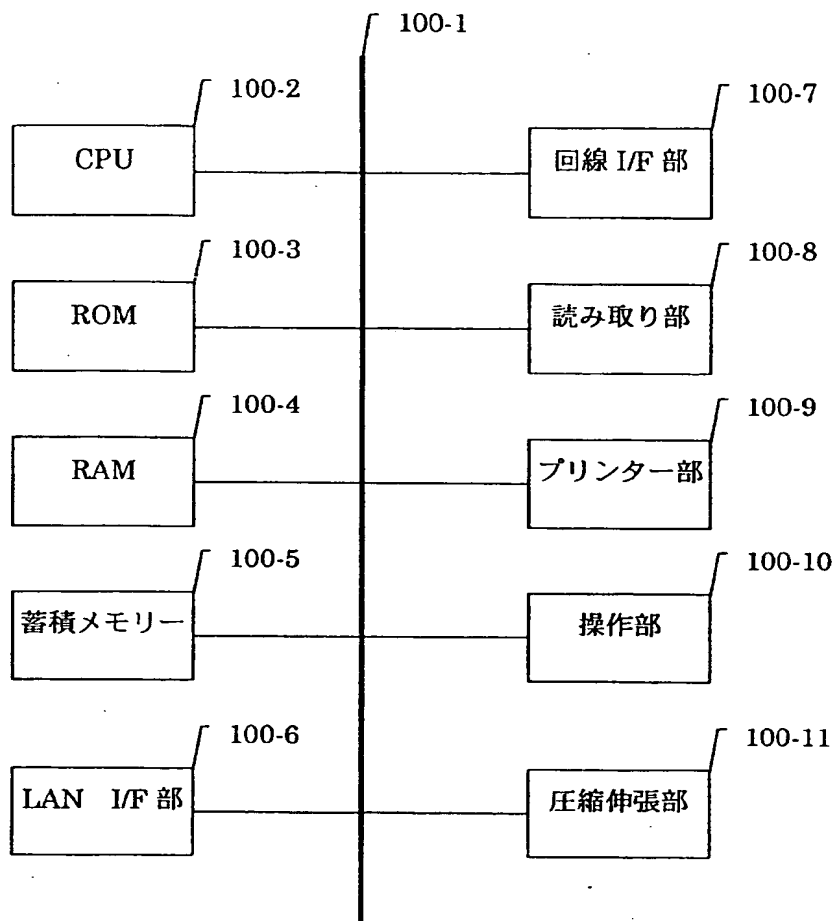 100-1
100-2
CPU
100-7
回線 I/F 部
100-3
ROM
100-8
読み取り部
100-4
RAM
100-9
プリンター部
100-5
蓄積メモリー
100-10
操作部
100-6
LAN I/F 部
100-11
圧縮伸張部